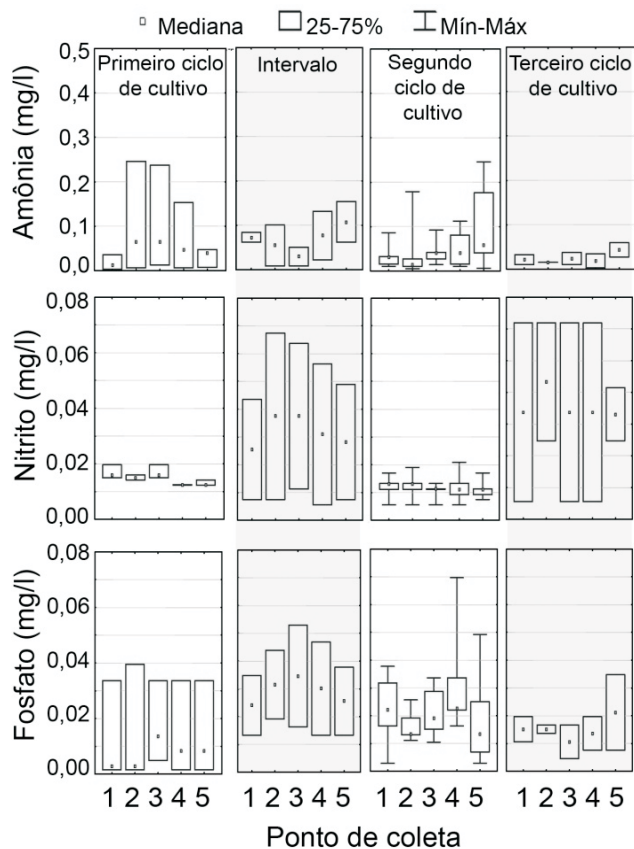 Mediana 25-75% Mín-Máx
Primeiro ciclo
de cultivo
Intervalo
Segundo
ciclo de
cultivo
Terceiro ciclo
de cultivo
Amônia (mg/l)
0,5
0,4
0,3
0,2
0,1
0,0
Nitrito (mg/l)
0,08
0,06
0,04
0,02
0,00
Fosfato (mg/l)
0,08
0,06
0,04
0,02
0,00
1 2 3 4 5 1 2 3 4 5 1 2 3 4 5 1 2 3 4 5
Ponto de coleta